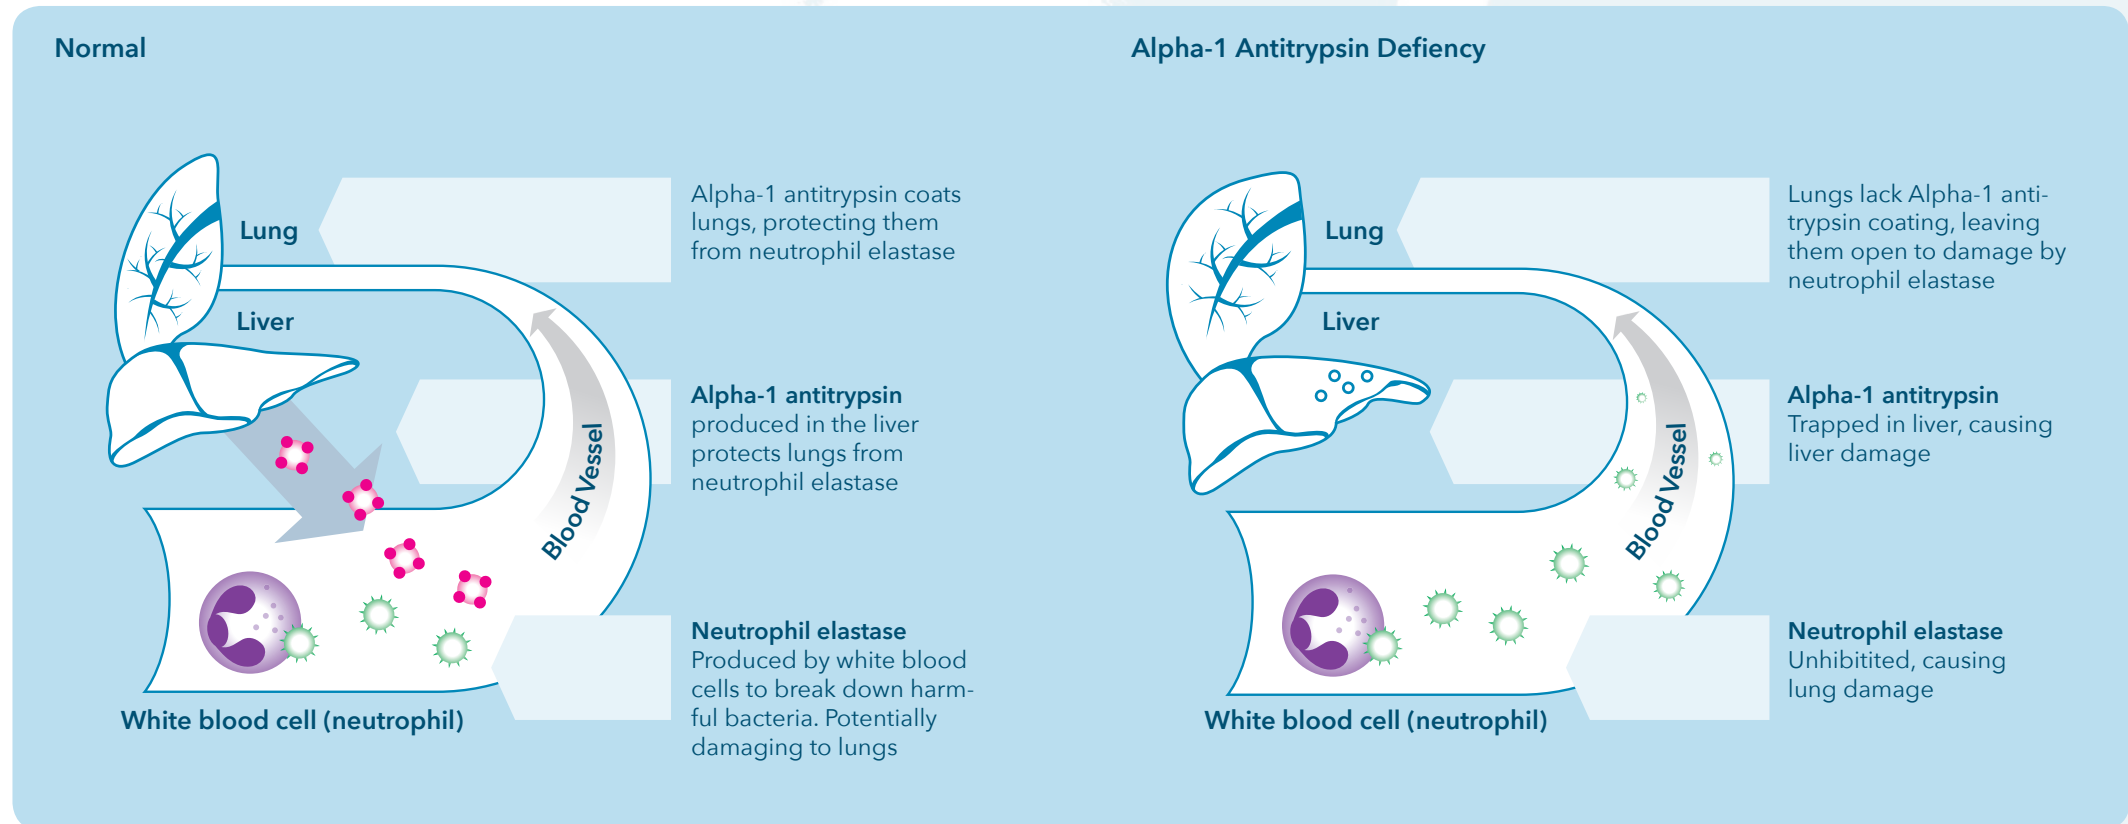 Normal
Lung
Alpha-1 antitrypsin coats
lungs, protecting them
from neutrophil elastase
Liver
Alpha-1 antitrypsin
produced in the liver
protects lungs from
neutrophil elastase
Blood Vessel
Neutrophil elastase
Produced by white blood
cells to break down harm-
ful bacteria. Potentially
damaging to lungs
White blood cell (neutrophil)
Alpha-1 Antitrypsin Defiency
Lung
Lungs lack Alpha-1 anti-
trypsin coating, leaving
them open to damage by
neutrophil elastase
Liver
Alpha-1 antitrypsin
Trapped in liver, causing
liver damage
Blood Vessel
Neutrophil elastase
Unhibitited, causing
lung damage
White blood cell (neutrophil)